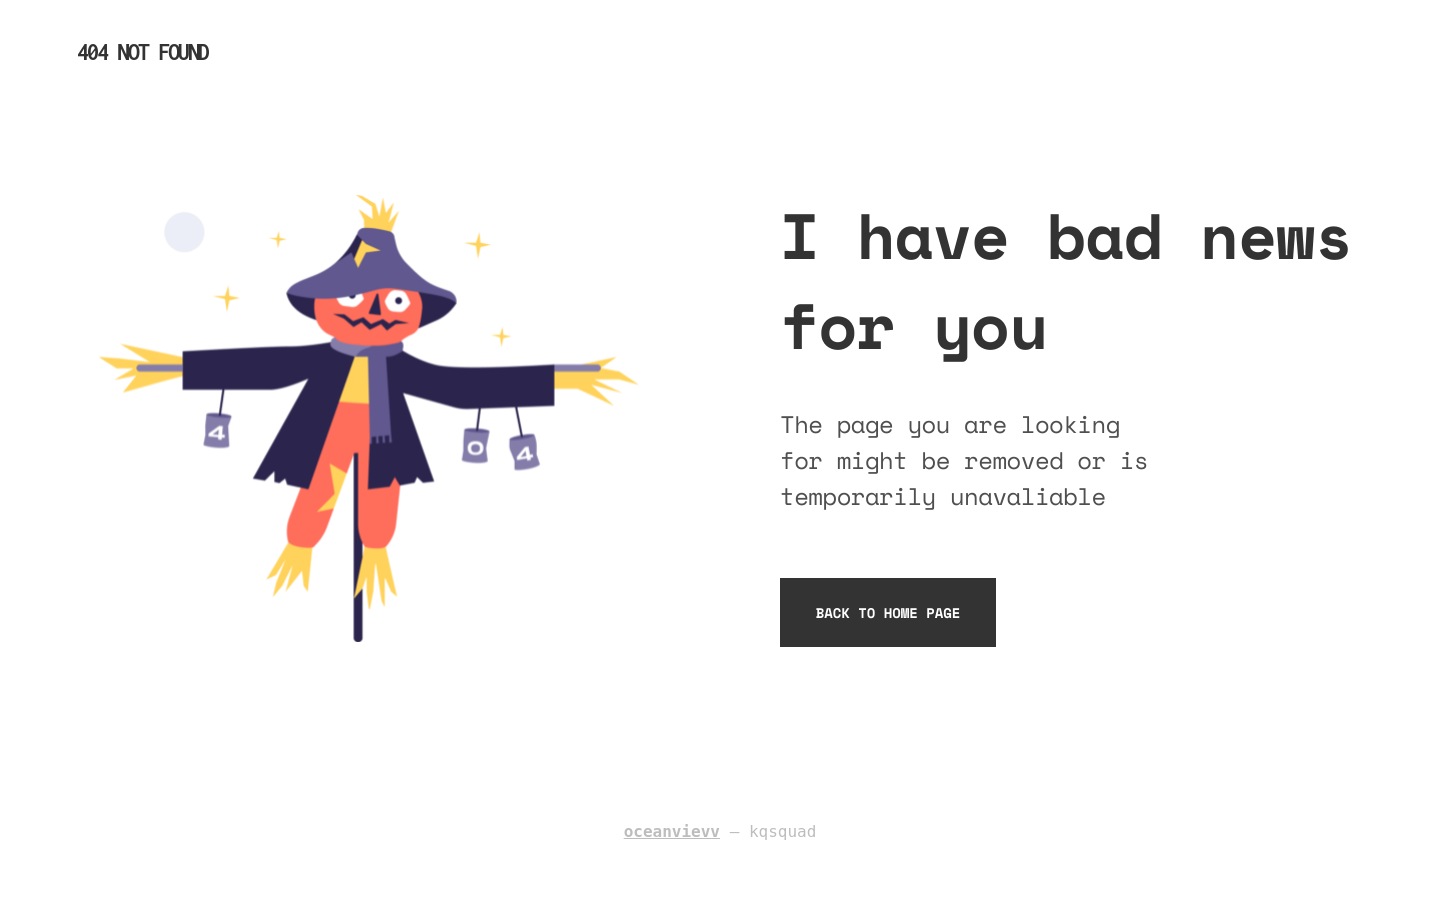 404 NOT FOUND
I have bad news
for you
4
0
4
The page you are looking
for might be removed or is
temporarily unavaliable
BACK TO HOME PAGE
oceanvievv — kqsquad